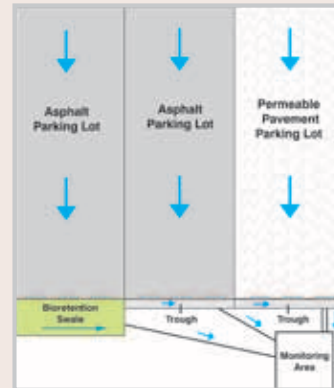 Asphalt
Parking Lot
Asphalt
Parking Lot
Permeable
Pavement
Parking Lot
Bioretention
Swale
Trough
Trough
Monitoring
Area